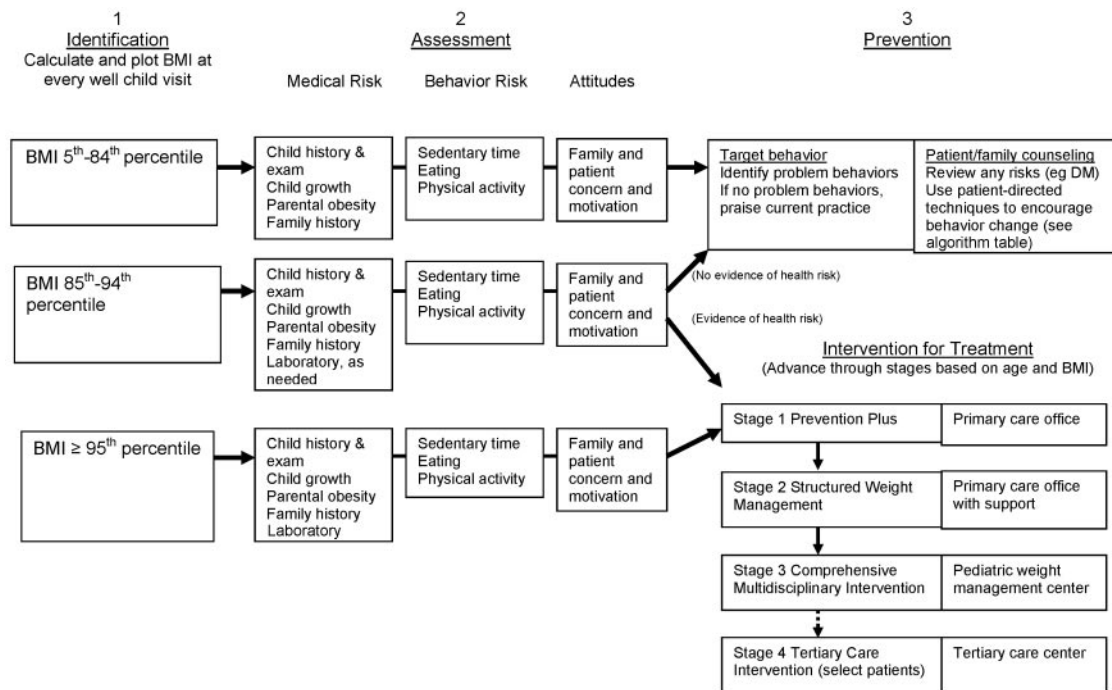 1
Identification
Calculate and plot BMI at
every well child visit
2
Assessment
Medical Risk
Behavior Risk
Attitudes
3
Prevention
BMI 5th-84th percentile
Child history &
exam
Child growth
Parental obesity
Family history
Sedentary time
Eating
Physical activity
Family and
patient
concern and
motivation
Target behavior
Identify problem behaviors
If no problem behaviors,
praise current practice
Patient/family counseling
Review any risks (eg DM)
Use patient-directed
techniques to encourage
behavior change (see
algorithm table)
BMI 85th-94th
percentile
Child history &
exam
Child growth
Parental obesity
Family history
Laboratory, as
needed
Sedentary time
Eating
Physical activity
Family and
patient
concern and
motivation
(No evidence of health risk)
(Evidence of health risk)
Intervention for Treatment
(Advance through stages based on age and BMI)
BMI ≥ 95th percentile
Child history &
exam
Child growth
Parental obesity
Family history
Laboratory
Sedentary time
Eating
Physical activity
Family and
patient
concern and
motivation
Stage 1 Prevention Plus
Primary care office
Stage 2 Structured Weight
Management
Primary care office
with support
Stage 3 Comprehensive
Multidisciplinary Intervention
Pediatric weight
management center
Stage 4 Tertiary Care
Intervention (select patients)
Tertiary care center